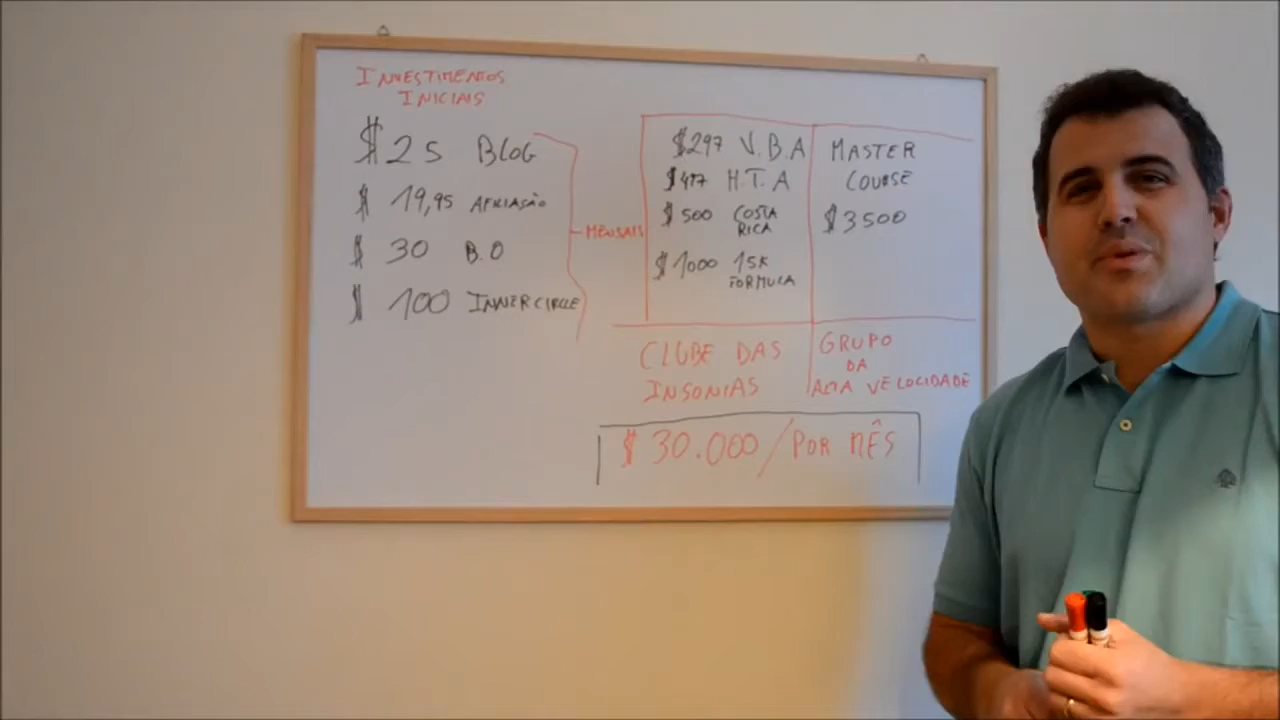 INVESTIMENTOS
INICIAIS
$ 25 BLOG
$ 19,95 AFILIAÇÃO
$ 30 B.O
$ 100 INNER CIRCLE
MENSAIS
$297 V.B.A
$497 H.T.A
$500 COSTA
RICA
$1000 15K
FORMULA
CLUBE DAS
INSONIAS
MASTER
COURSE
$3500
GRUPO
DA
ALTA VELOCIDADE
$ 30.000 / POR MÊS